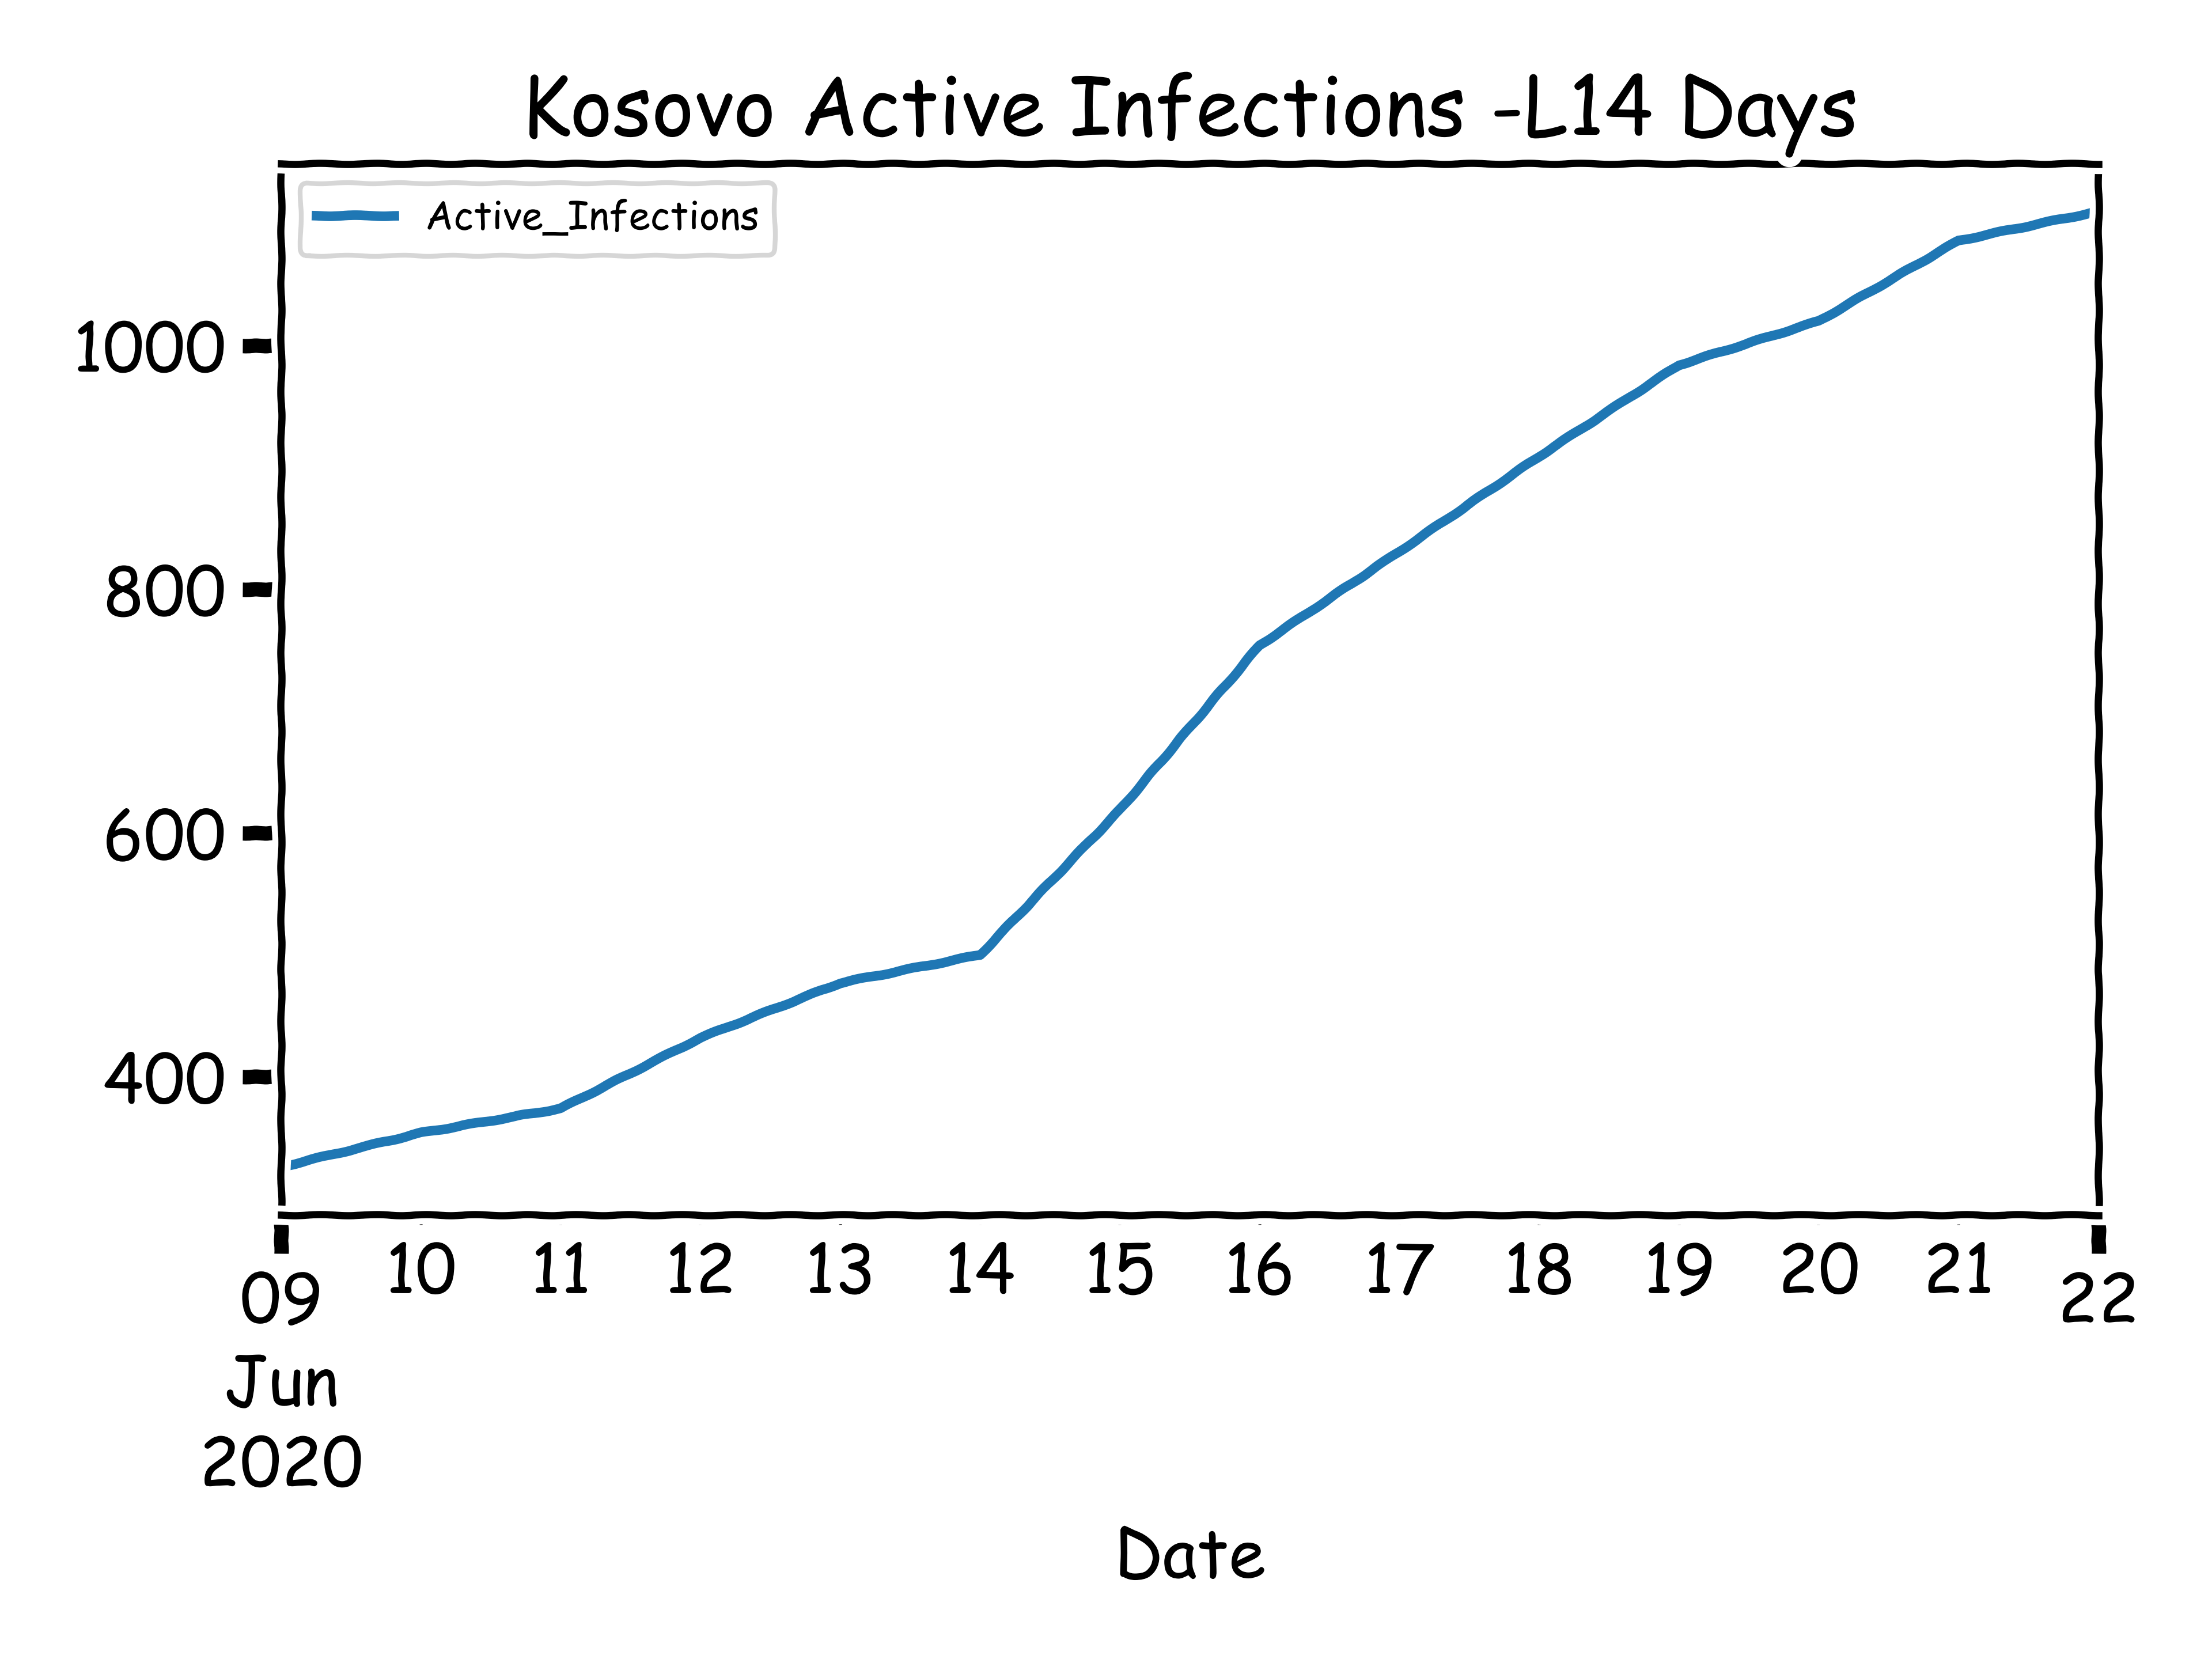 Kosovo Active Infections -L14 Days
Active_Infections
1000
800
600
400
09 10 11 12 13 14 15 16 17 18 19 20 21 22
Jun
2020
Date